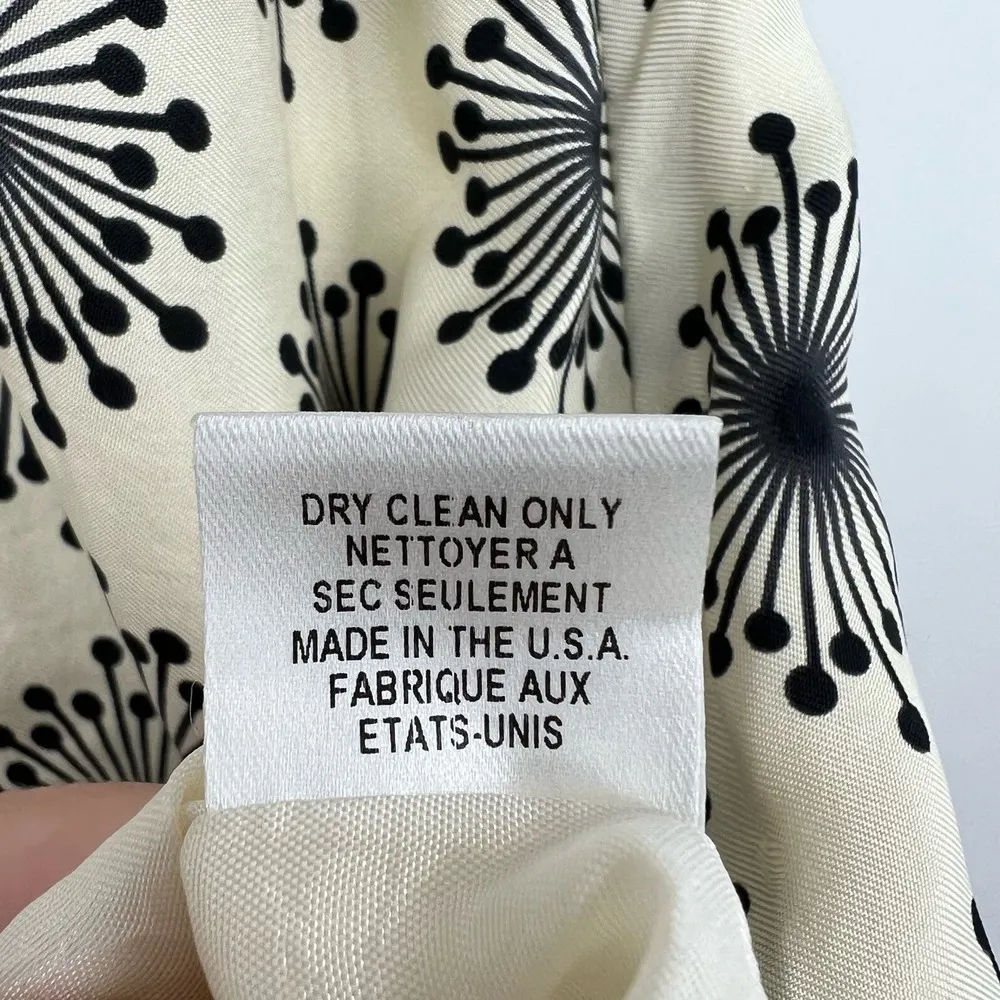 DRY CLEAN ONLY
NETTOYER A
SEC SEULEMENT
MADE IN THE U.S.A.
FABRIQUE AUX
ETATS-UNIS